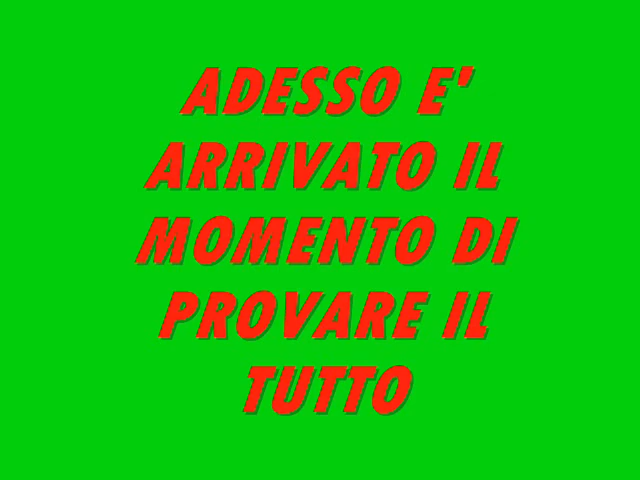 ADESSO E'
ARRIVATO IL
MOMENTO DI
PROVARE IL
TUTTO